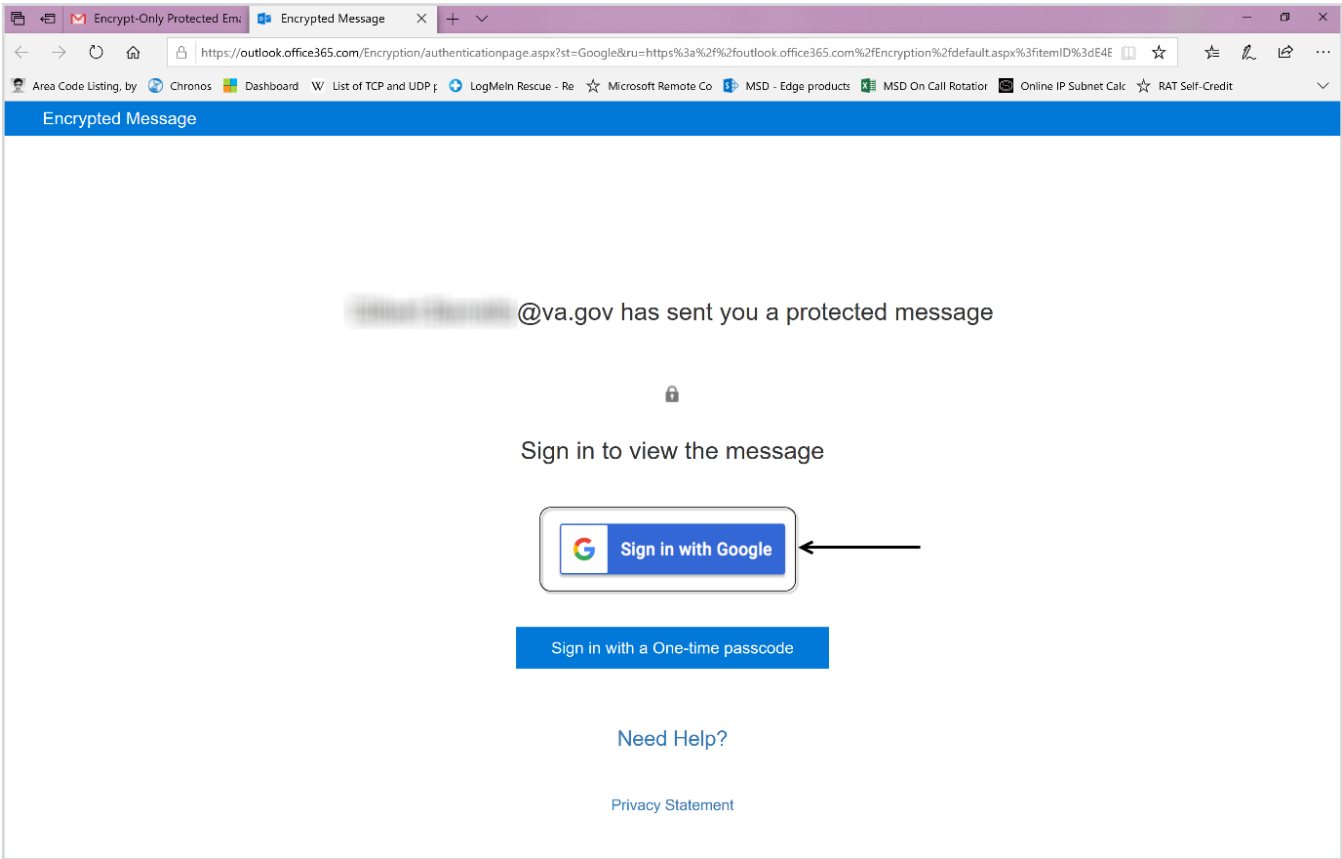 Encrypt-Only Protected Ema
Encrypted Message
https://outlook.office365.com/Encryption/authenticationpage.aspx?st=Google&ru=https%3a%2f%2foutlook.office365.com%2fEncryption%2fdefault.aspx%3fitemID%3dE4E
Area Code Listing, by Chronos Dashboard W List of TCP and UDP p LogMeIn Rescue - Re Microsoft Remote Co MSD - Edge products MSD On Call Rotation Online IP Subnet Calc RAT Self-Credit
Encrypted Message
@va.gov has sent you a protected message
Sign in to view the message
G Sign in with Google
Sign in with a One-time passcode
Need Help?
Privacy Statement